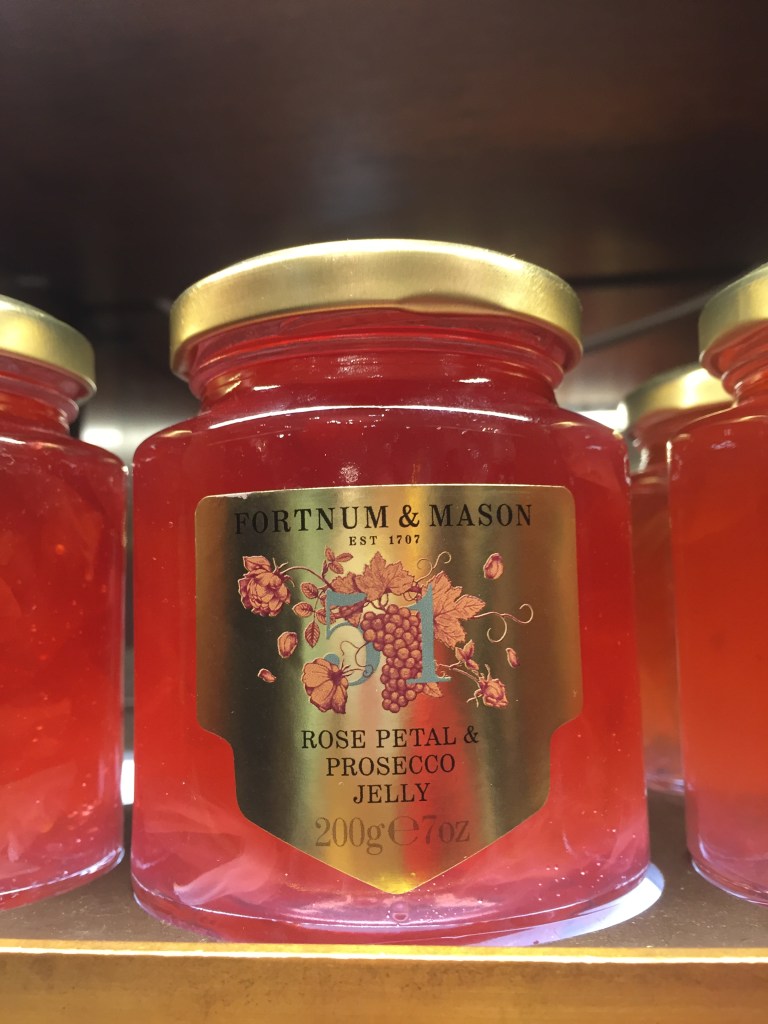 FORTNUM & MASON
EST 1707
51
ROSE PETAL &
PROSECCO
JELLY
200g℮7oz